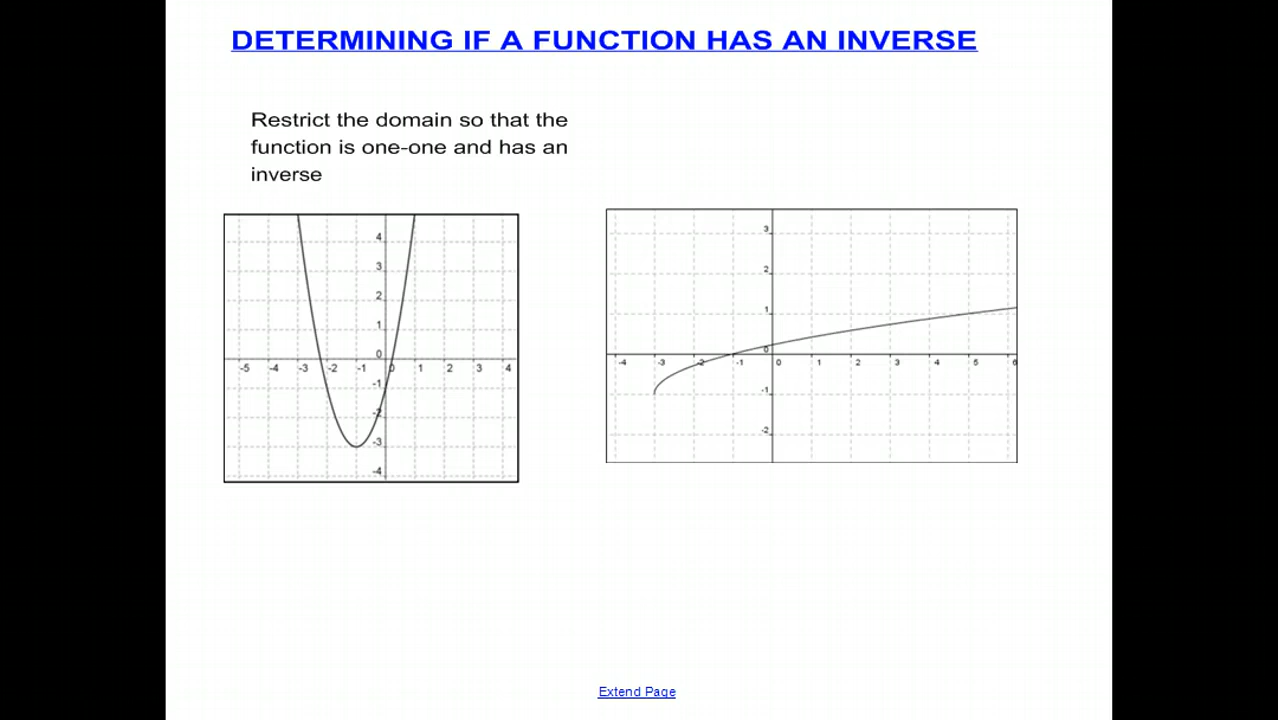 DETERMINING IF A FUNCTION HAS AN INVERSE
Restrict the domain so that the
function is one-one and has an
inverse
4
3
2
1
0
-5 -4 -3 -2 -1 0 1 2 3 4
-1
-2
-3
-4
3
2
1
0
-4 -3 -2 -1 0 1 2 3 4 5 6
-1
-2
Extend Page